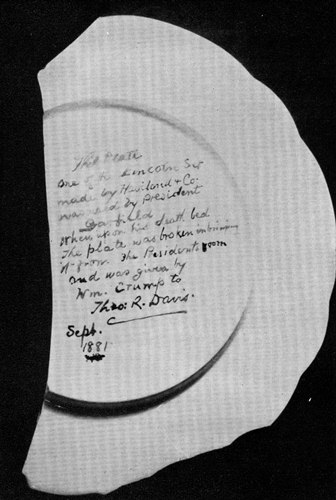 This Plate
one of the Lincoln Set
made by Haviland & Co.
was used by President
Garfield
When upon his death bed
The plate was broken in bringing
it from the Presidents room
and was given by
Wm. Crump to
Theo: R. Davis.
Sept.
1881